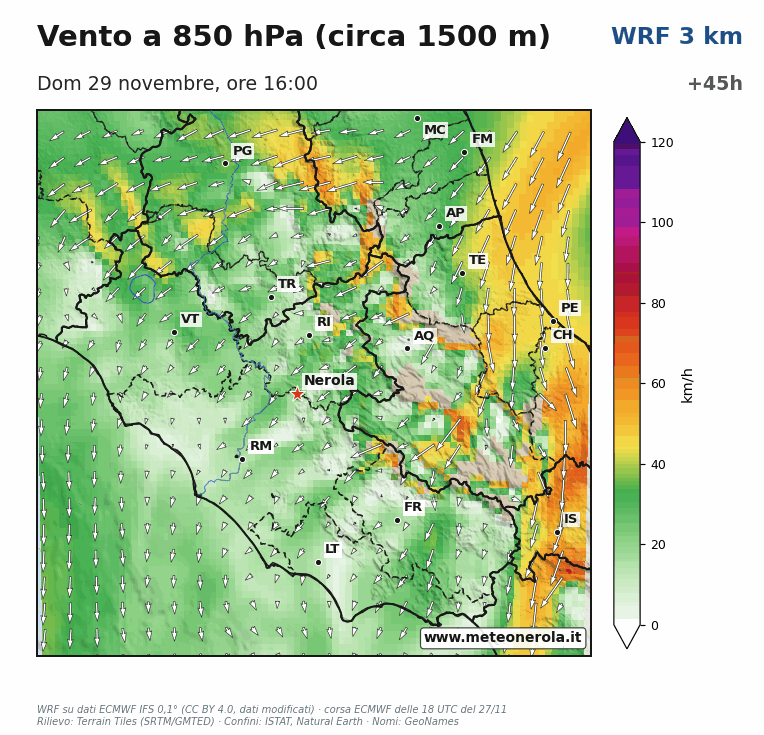 Vento a 850 hPa (circa 1500 m)
WRF 3 km
Dom 29 novembre, ore 16:00
+45h
MC
FM
PG
AP
TE
TR
PE
VT
RI
AQ
CH
Nerola
RM
FR
IS
LT
www.meteonerola.it
120
100
80
60
40
20
0
km/h
WRF su dati ECMWF IFS 0,1° (CC BY 4.0, dati modificati) · corsa ECMWF delle 18 UTC del 27/11
Rilievo: Terrain Tiles (SRTM/GMTED) · Confini: ISTAT, Natural Earth · Nomi: GeoNames